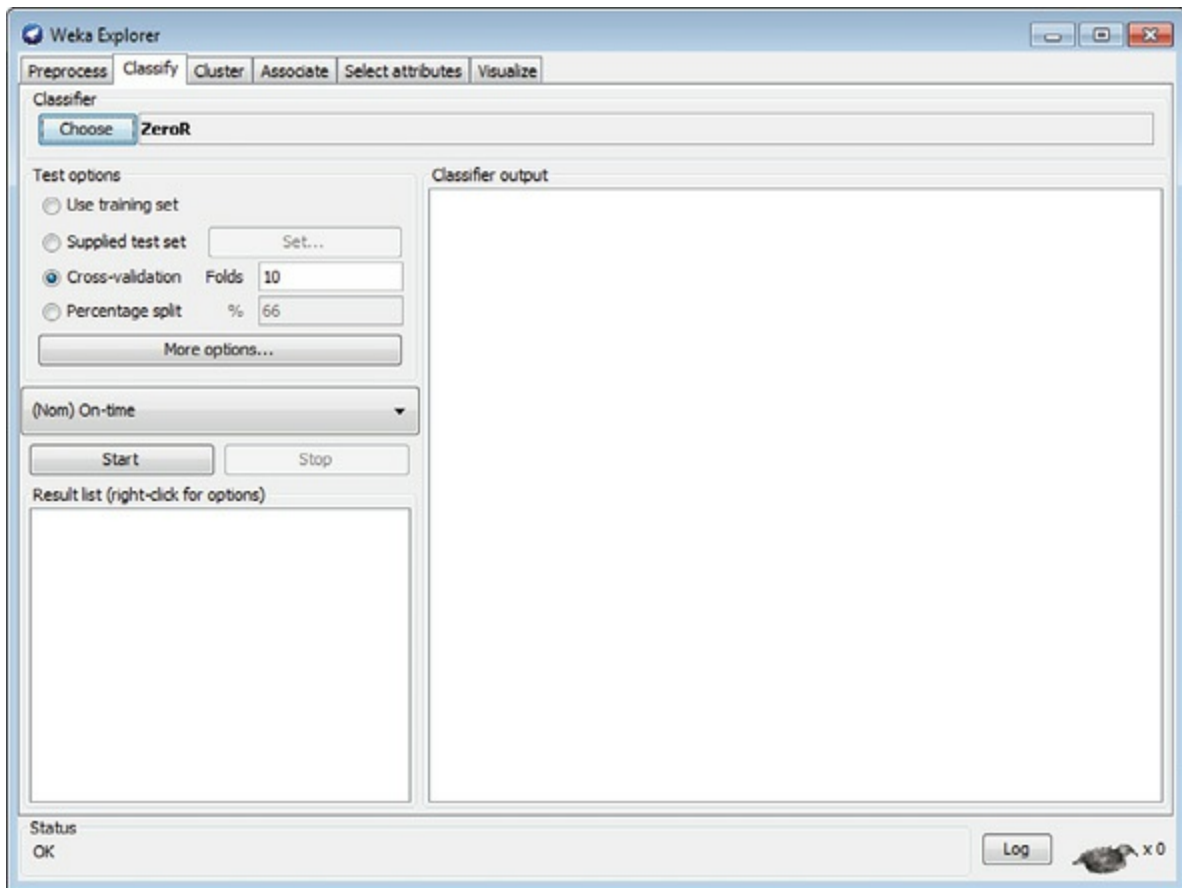 Weka Explorer
Preprocess Classify Cluster Associate Select attributes Visualize
Classifier
Choose ZeroR
Test options
Use training set
Supplied test set Set...
Cross-validation Folds 10
Percentage split % 66
More options...
(Nom) On-time
Start Stop
Result list (right-click for options)
Classifier output
Status
OK
Log x 0